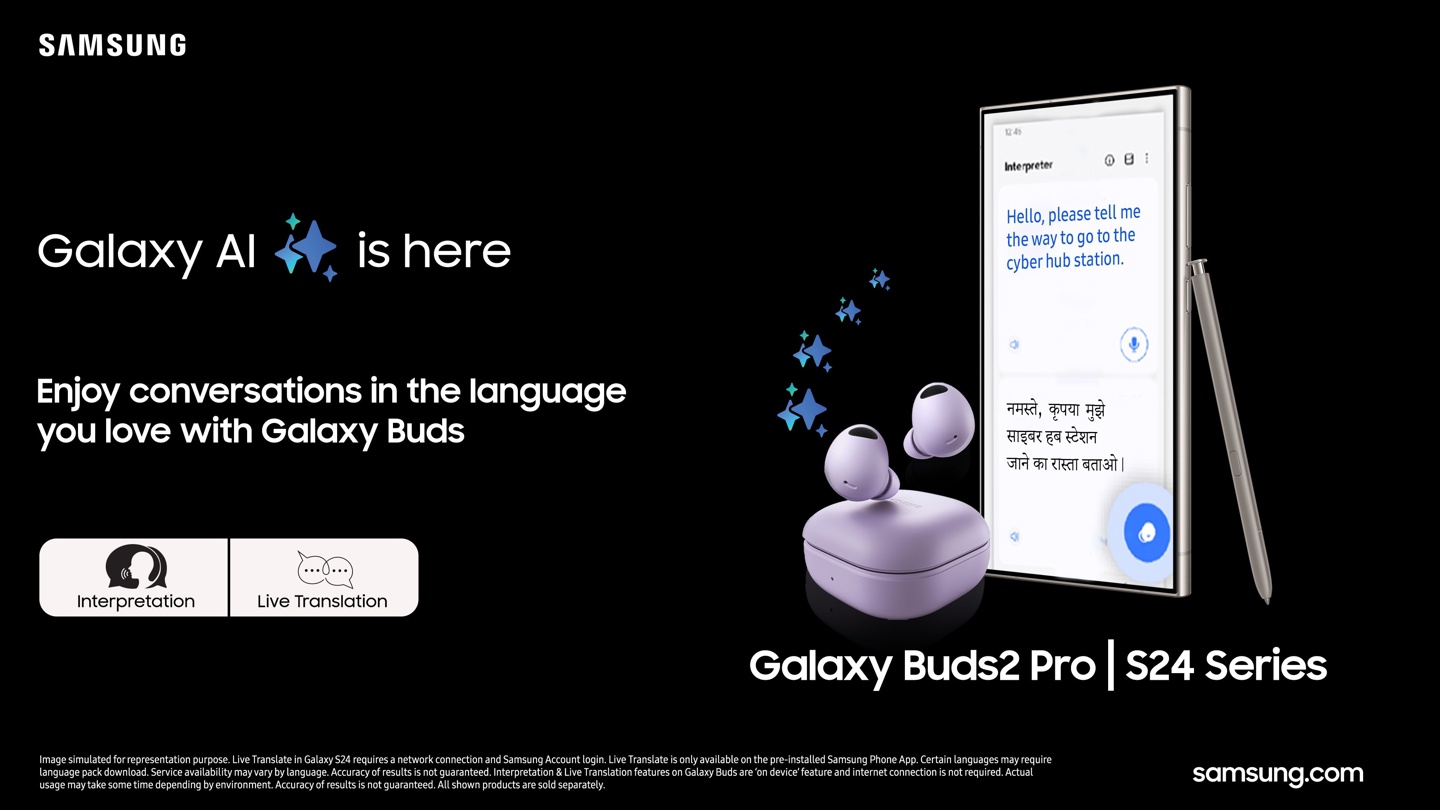 SAMSUNG
Galaxy AI is here
Enjoy conversations in the language
you love with Galaxy Buds
Interpretation
Live Translation
12:45
Interpreter
Hello, please tell me
the way to go to the
cyber hub station.
नमस्ते, कृपया मुझे
साइबर हब स्टेशन
जाने का रास्ता बताओ |
Galaxy Buds2 Pro | S24 Series
Image simulated for representation purpose. Live Translate in Galaxy S24 requires a network connection and Samsung Account login. Live Translate is only available on the pre-installed Samsung Phone App. Certain languages may require
language pack download. Service availability may vary by language. Accuracy of results is not guaranteed. Interpretation & Live Translation features on Galaxy Buds are 'on device' feature and internet connection is not required. Actual
usage may take some time depending by environment. Accuracy of results is not guaranteed. All shown products are sold separately.
samsung.com